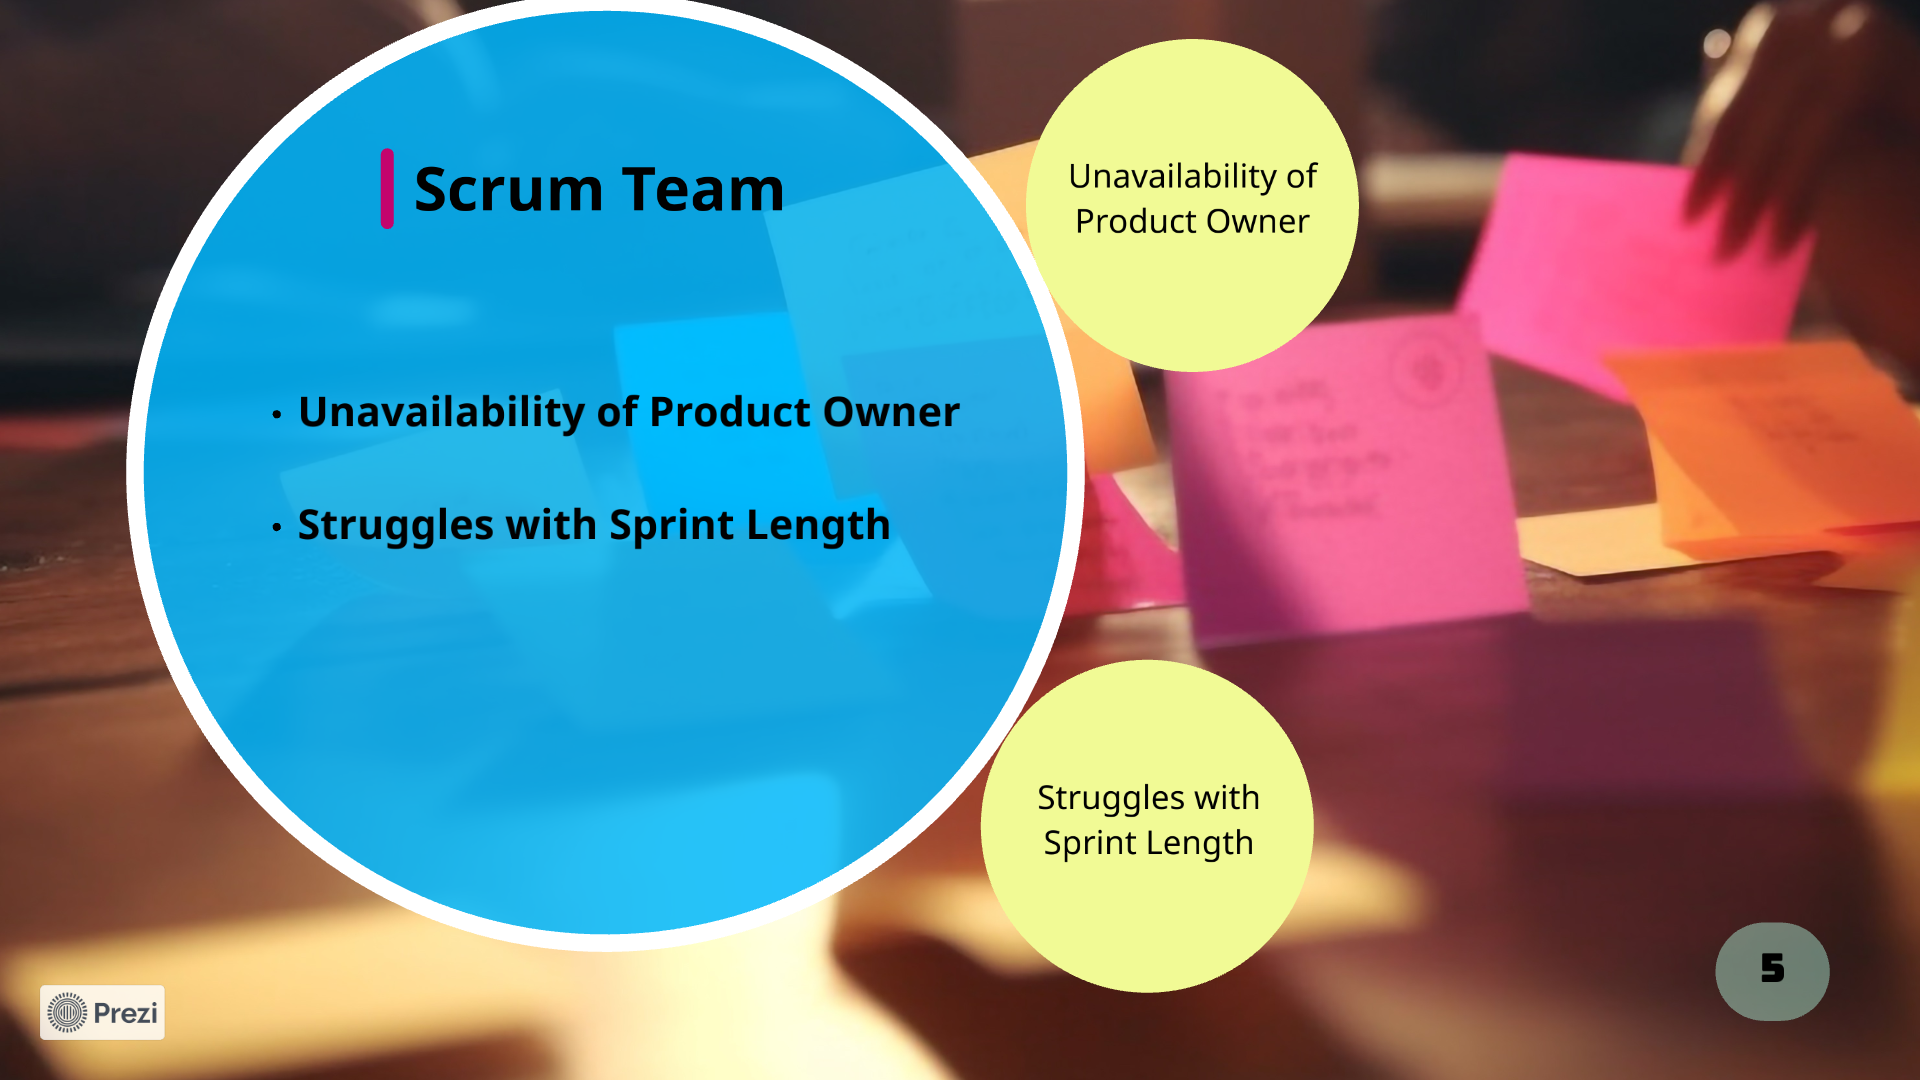 Scrum Team
• Unavailability of Product Owner
• Struggles with Sprint Length
Unavailability of
Product Owner
Struggles with
Sprint Length
5
Prezi